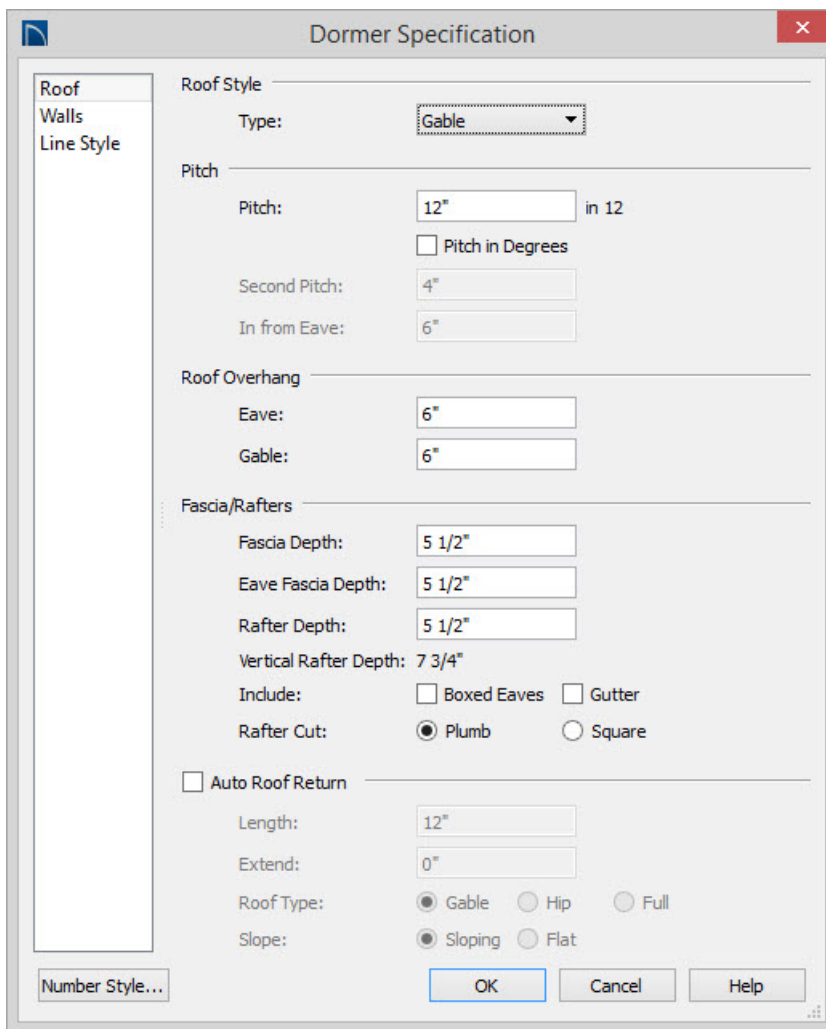 Dormer Specification
Roof
Walls
Line Style
Roof Style
Type: Gable
Pitch
Pitch: 12" in 12
Pitch in Degrees
Second Pitch: 4"
In from Eave: 6"
Roof Overhang
Eave: 6"
Gable: 6"
Fascia/Rafters
Fascia Depth: 5 1/2"
Eave Fascia Depth: 5 1/2"
Rafter Depth: 5 1/2"
Vertical Rafter Depth: 7 3/4"
Include: Boxed Eaves Gutter
Rafter Cut: Plumb Square
Auto Roof Return
Length: 12"
Extend: 0"
Roof Type: Gable Hip Full
Slope: Sloping Flat
Number Style... OK Cancel Help